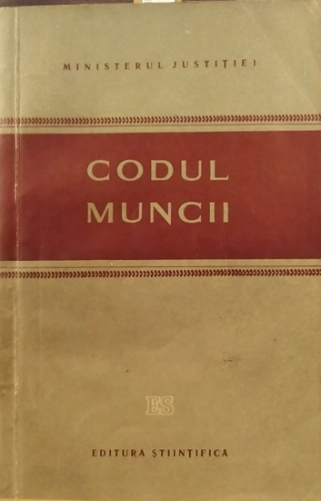 MINISTERUL JUSTIȚIEI
CODUL
MUNCII
ES
EDITURA ȘTIINȚIFICA